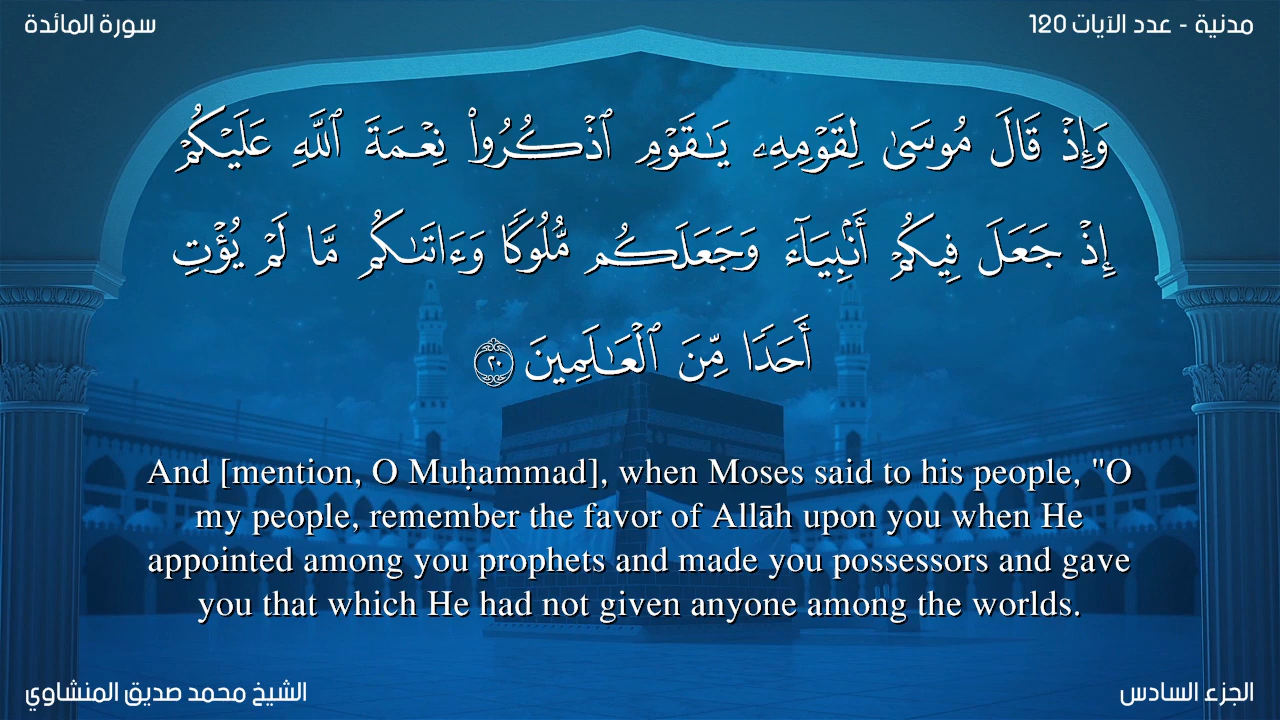 سورة المائدة
مدنية - عدد الآيات 120
وَإِذْ قَالَ مُوسَىٰ لِقَوْمِهِۦ يَـٰقَوْمِ ٱذْكُرُوا۟ نِعْمَةَ ٱللَّهِ عَلَيْكُمْ
إِذْ جَعَلَ فِيكُمْ أَنۢبِيَآءَ وَجَعَلَكُم مُّلُوكًا وَءَاتَىٰكُم مَّا لَمْ يُؤْتِ
أَحَدًا مِّنَ ٱلْعَـٰلَمِينَ ٢٠
And [mention, O Muḥammad], when Moses said to his people, "O
my people, remember the favor of Allāh upon you when He
appointed among you prophets and made you possessors and gave
you that which He had not given anyone among the worlds.
الشيخ محمد صديق المنشاوي
الجزء السادس